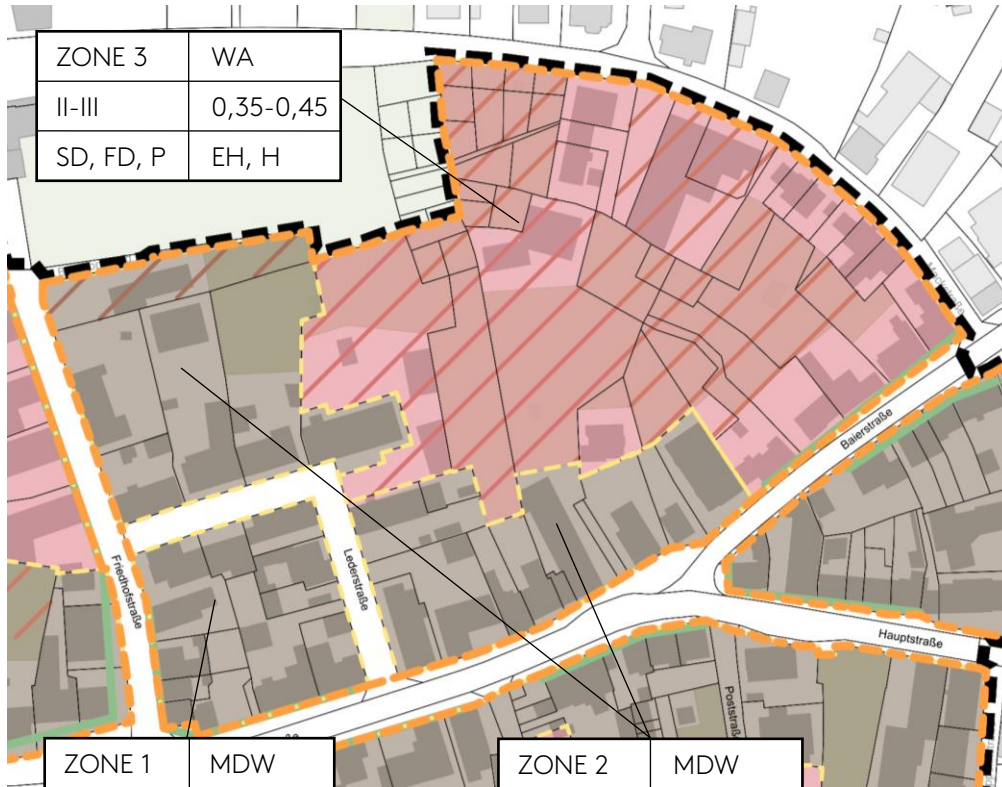 ZONE 3 WA
II-III 0,35-0,45
SD, FD, P EH, H
Baierstraße
Friedhofstraße
Lederstraße
Hauptstraße
ZONE 1 MDW
ZONE 2 MDW